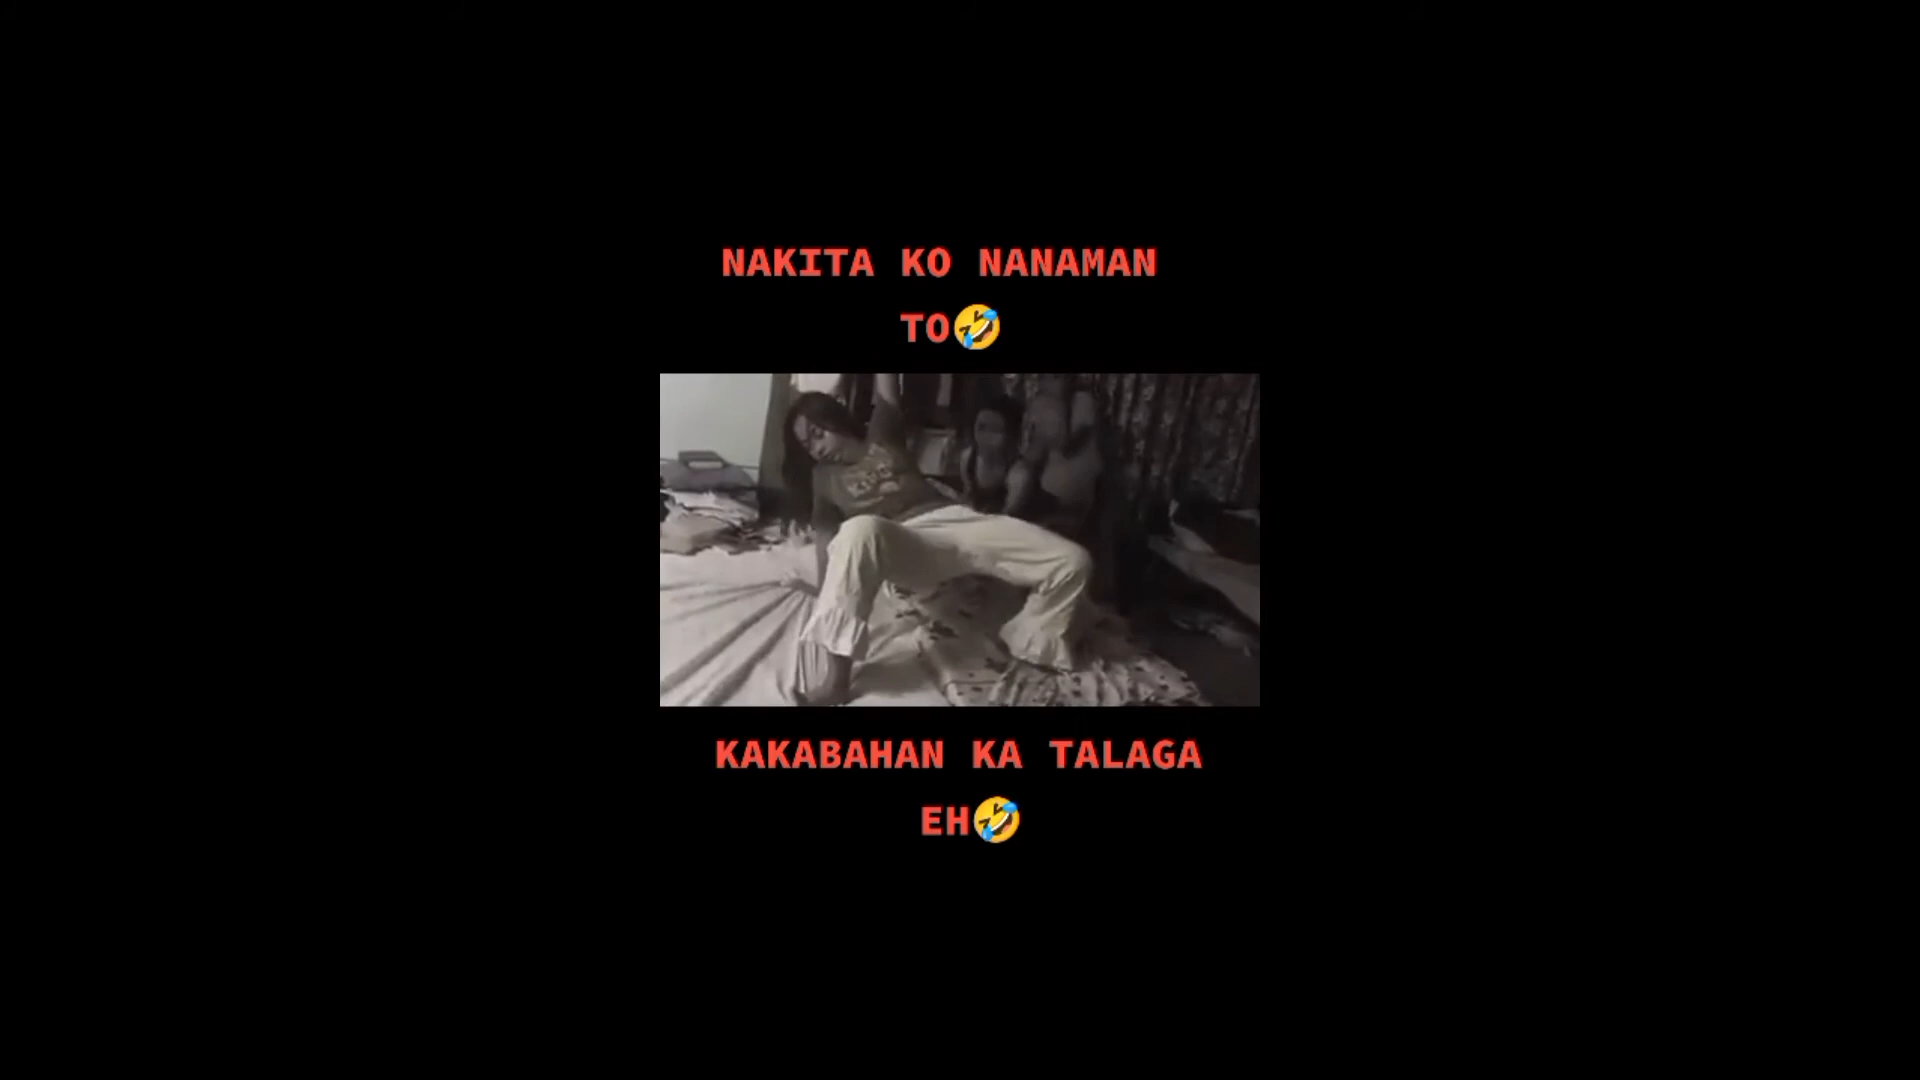 NAKITA KO NANAMAN
TO🤣
KAKABAHAN KA TALAGA
EH🤣